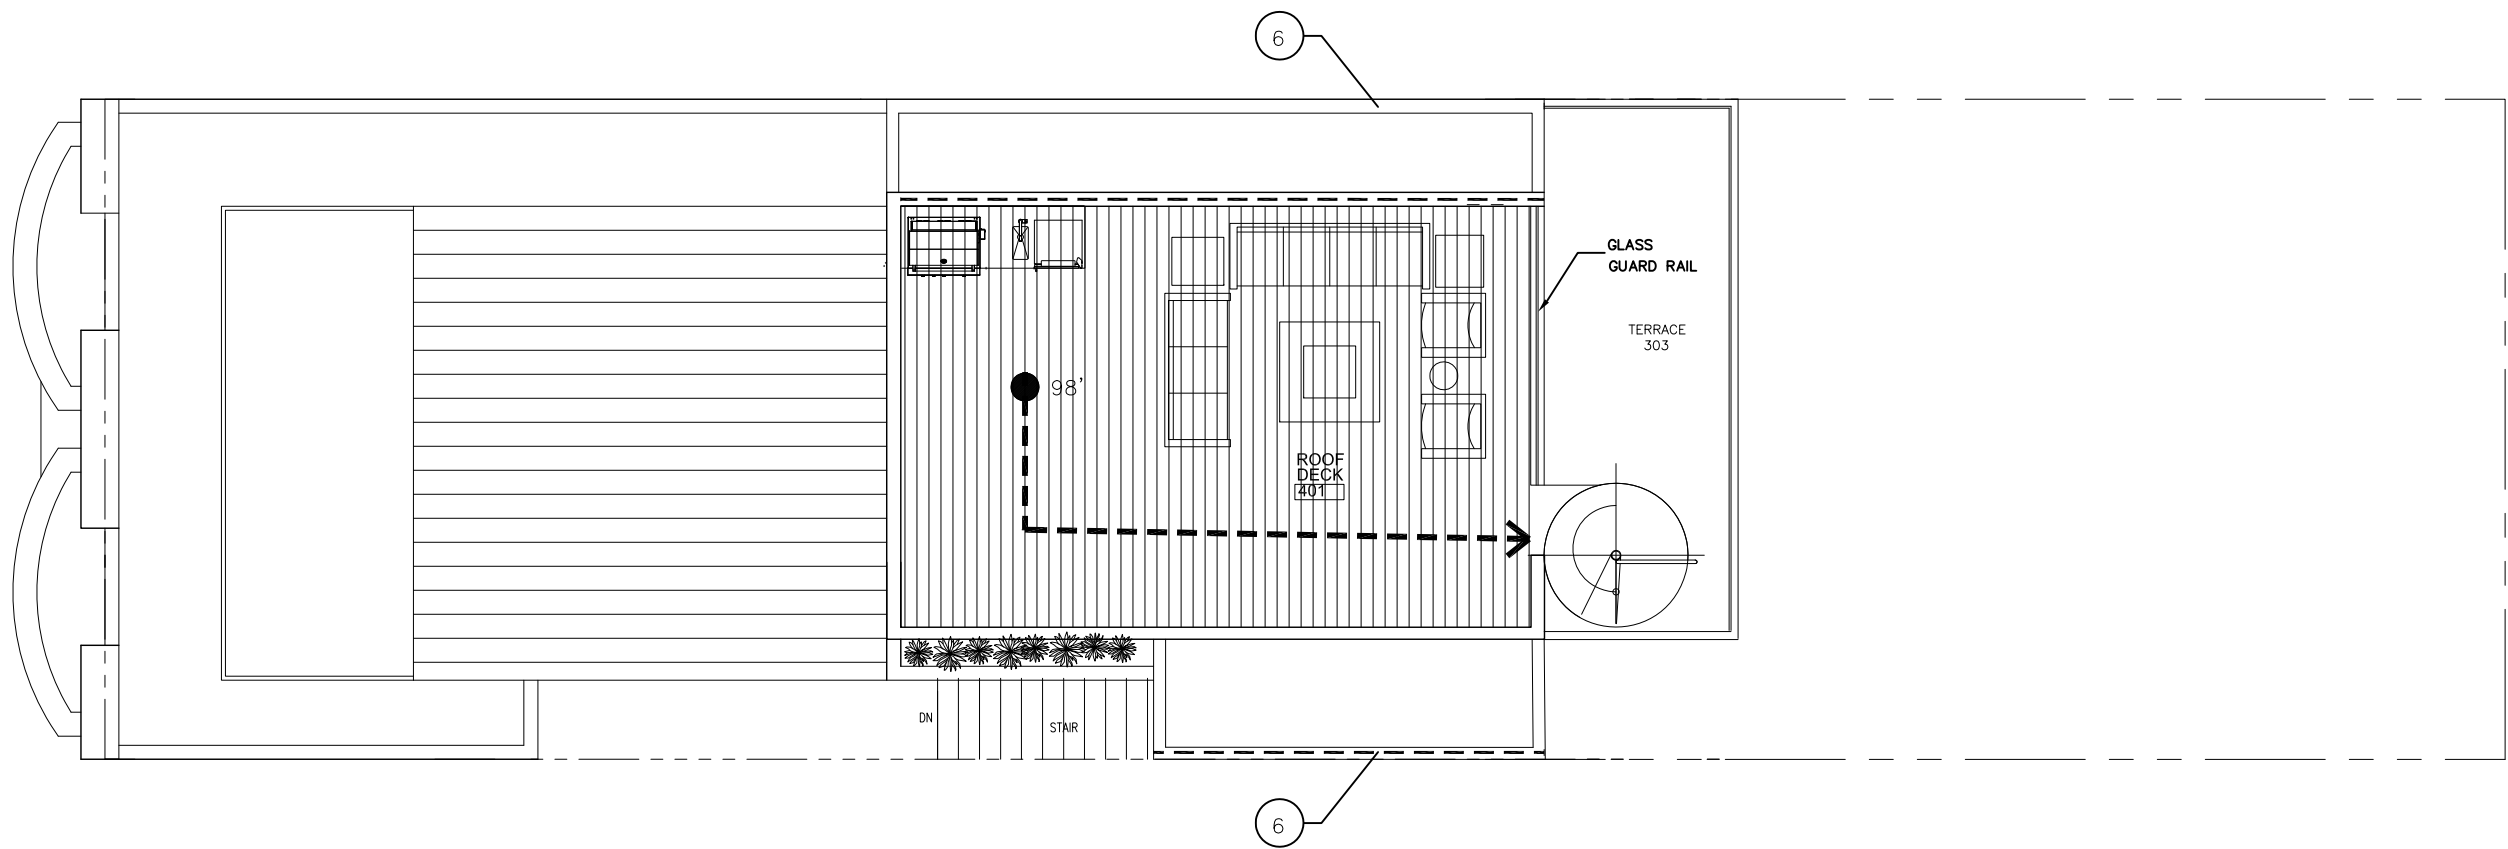 6
GLASS
GUARD RAIL
TERRACE
303
98'
ROOF
DECK
401
DN
STAIR
6